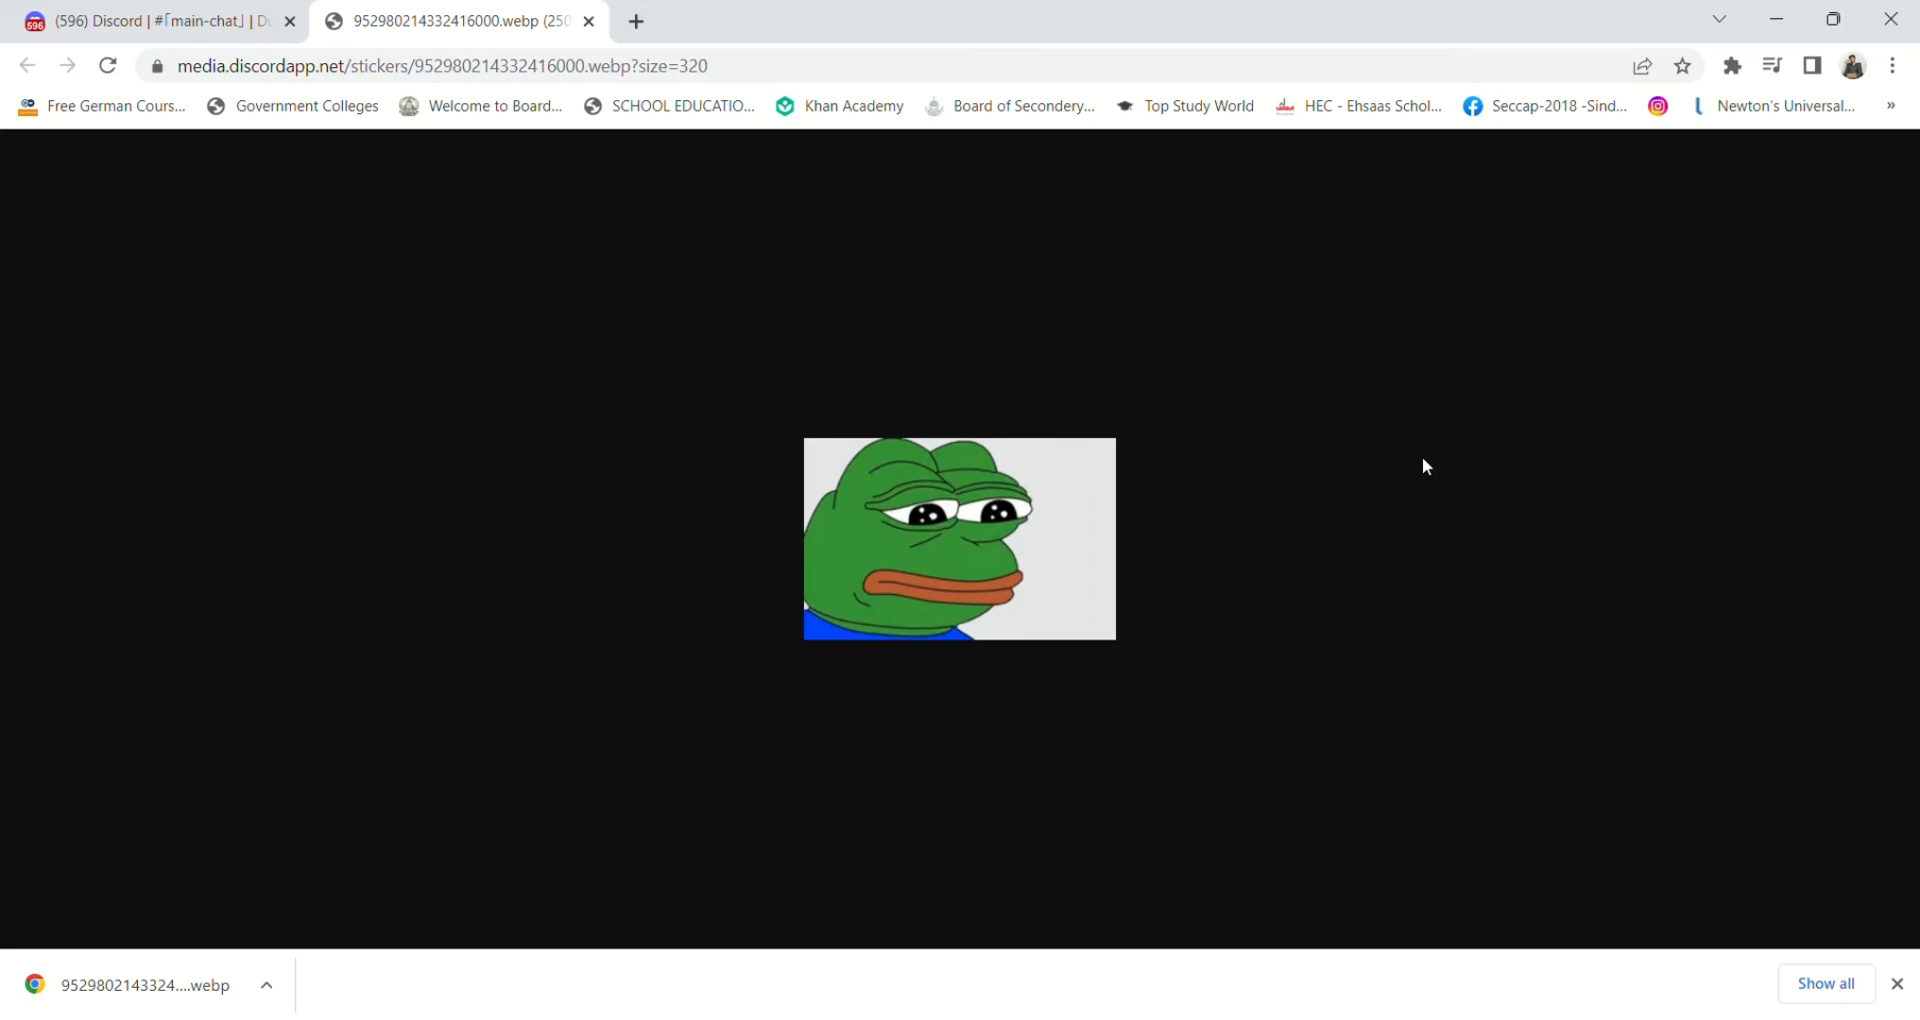 (596) Discord | #「main-chat」 | Du
952980214332416000.webp (250
media.discordapp.net/stickers/952980214332416000.webp?size=320
Free German Cours... Government Colleges Welcome to Board... SCHOOL EDUCATIO... Khan Academy Board of Secondery... Top Study World HEC - Ehsaas Schol... Seccap-2018 -Sind... Newton's Universal... »
9529802143324....webp
Show all